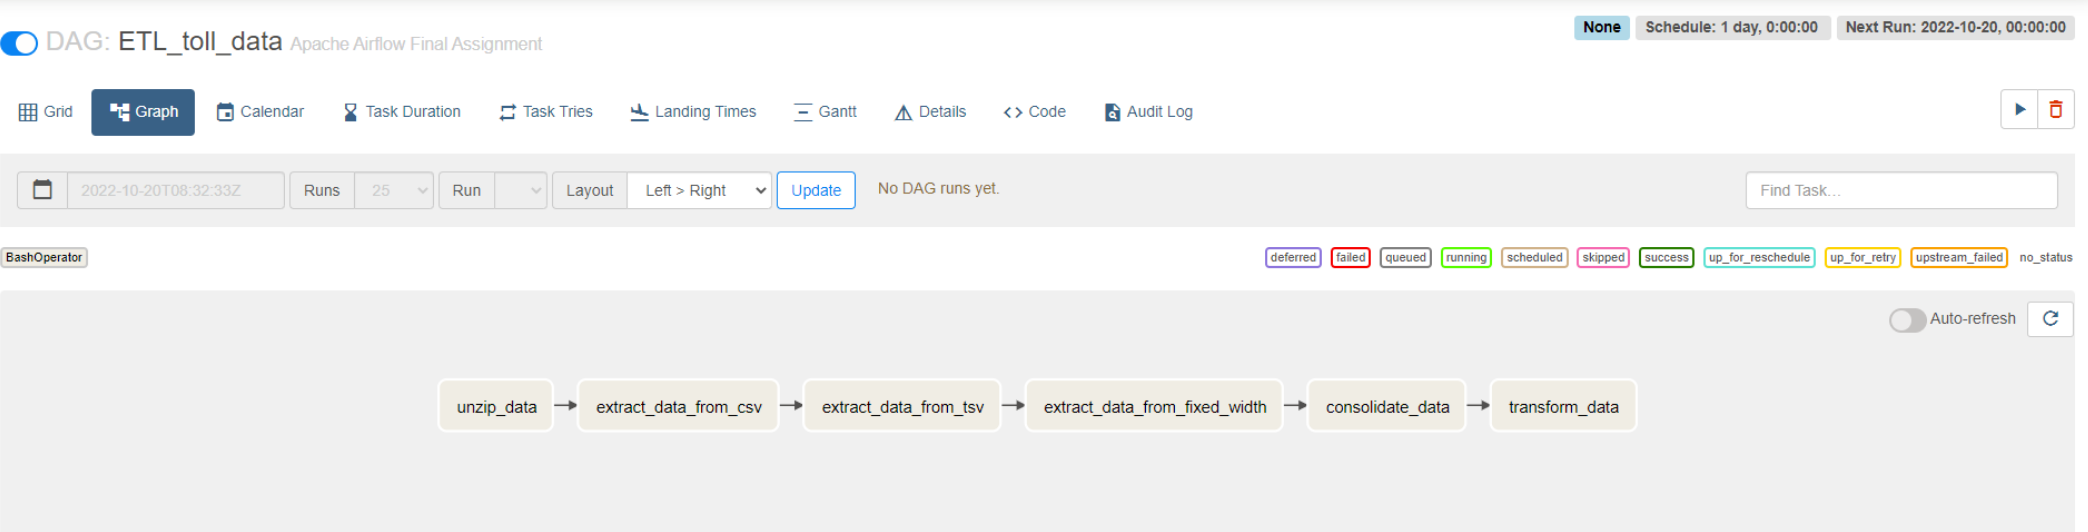 None Schedule: 1 day, 0:00:00 Next Run: 2022-10-20, 00:00:00
DAG: ETL_toll_data Apache Airflow Final Assignment
Grid Graph Calendar Task Duration Task Tries Landing Times Gantt Details Code Audit Log
2022-10-20T08:32:33Z Runs 25 Run Layout Left > Right Update No DAG runs yet. Find Task...
BashOperator deferred failed queued running scheduled skipped success up_for_reschedule up_for_retry upstream_failed no_status
Auto-refresh
unzip_data extract_data_from_csv extract_data_from_tsv extract_data_from_fixed_width consolidate_data transform_data